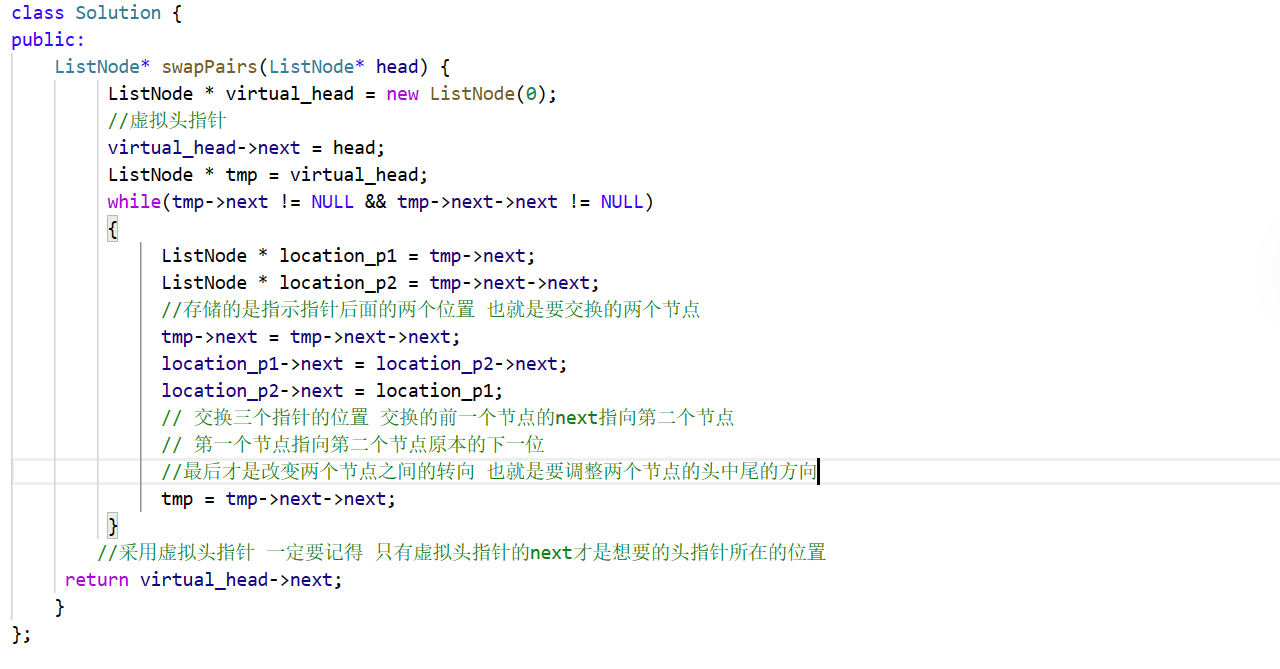 class Solution {
public:
    ListNode* swapPairs(ListNode* head) {
         ListNode * virtual_head = new ListNode(0);
         //虚拟头指针
         virtual_head->next = head;
         ListNode * tmp = virtual_head;
         while(tmp->next != NULL && tmp->next->next != NULL)
         {
              ListNode * location_p1 = tmp->next;
              ListNode * location_p2 = tmp->next->next;
              //存储的是指示指针后面的两个位置 也就是要交换的两个节点
              tmp->next = tmp->next->next;
              location_p1->next = location_p2->next;
              location_p2->next = location_p1;
              // 交换三个指针的位置 交换的前一个节点的next指向第二个节点
              // 第一个节点指向第二个节点原本的下一位
              //最后才是改变两个节点之间的转向 也就是要调整两个节点的头中尾的方向
              tmp = tmp->next->next;
         }
        //采用虚拟头指针 一定要记得 只有虚拟头指针的next才是想要的头指针所在的位置
     return virtual_head->next;
    }
};